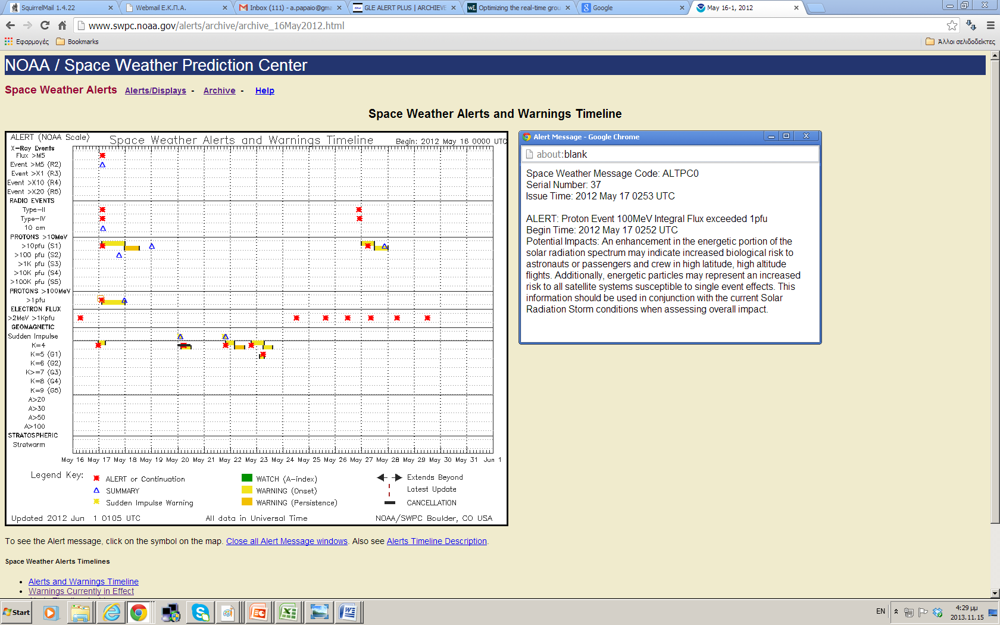 SquirrelMail 1.4.22
Webmail Ε.Κ.Π.Α.
Inbox (111) - a.papaio@gma
GLE ALERT PLUS | ARCHIEVE
Optimizing the real-time grou
Google
May 16-1, 2012
www.swpc.noaa.gov/alerts/archive/archive_16May2012.html
Εφαρμογές
Bookmarks
Άλλοι σελιδοδείκτες
NOAA / Space Weather Prediction Center
Space Weather Alerts Alerts/Displays - Archive - Help
Space Weather Alerts and Warnings Timeline
ALERT (NOAA Scale)
Space Weather Alerts and Warnings Timeline
Begin: 2012 May 16 0000 UTC
X-Ray Events
Flux >M5
Event >M5 (R2)
Event >X1 (R3)
Event >X10 (R4)
Event >X20 (R5)
RADIO EVENTS
Type-II
Type-IV
10 cm
PROTONS >10MeV
>10pfu (S1)
>100 pfu (S2)
>1K pfu (S3)
>10K pfu (S4)
>100K pfu (S5)
PROTONS >100MeV
>1pfu
ELECTRON FLUX
>2MeV >1Kpfu
GEOMAGNETIC
Sudden Impulse
K=4
K=5 (G1)
K=6 (G2)
K>=7 (G3)
K=8 (G4)
K=9 (G5)
A>20
A>30
A>50
A>100
STRATOSPHERIC
Stratwarm
May 16 May 17 May 18 May 19 May 20 May 21 May 22 May 23 May 24 May 25 May 26 May 27 May 28 May 29 May 30 May 31 Jun 1
Legend Key:
ALERT or Continuation
SUMMARY
Sudden Impulse Warning
WATCH (A-index)
WARNING (Onset)
WARNING (Persistence)
Extends Beyond
Latest Update
CANCELLATION
Updated 2012 Jun 1 0105 UTC
All data in Universal Time
NOAA/SWPC Boulder, CO USA
Alert Message - Google Chrome
about:blank
Space Weather Message Code: ALTPC0
Serial Number: 37
Issue Time: 2012 May 17 0253 UTC
ALERT: Proton Event 100MeV Integral Flux exceeded 1pfu
Begin Time: 2012 May 17 0252 UTC
Potential Impacts: An enhancement in the energetic portion of the
solar radiation spectrum may indicate increased biological risk to
astronauts or passengers and crew in high latitude, high altitude
flights. Additionally, energetic particles may represent an increased
risk to all satellite systems susceptible to single event effects. This
information should be used in conjunction with the current Solar
Radiation Storm conditions when assessing overall impact.
To see the Alert message, click on the symbol on the map. Close all Alert Message windows. Also see Alerts Timeline Description.
Space Weather Alerts Timelines
Alerts and Warnings Timeline
Warnings Currently in Effect
Start
EN
4:29 μμ
2013.11.15